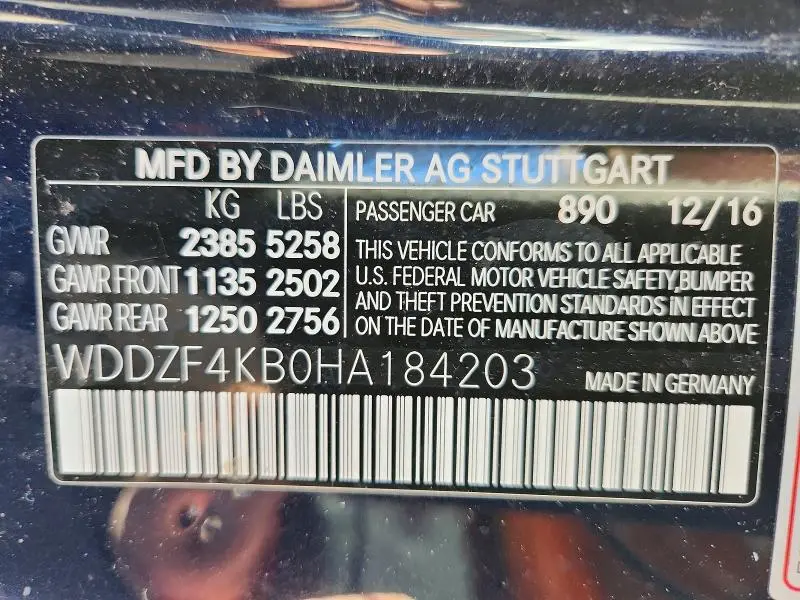 MFD BY DAIMLER AG STUTTGART
KG LBS
GVWR 2385 5258
GAWR FRONT 1135 2502
GAWR REAR 1250 2756
PASSENGER CAR 890 12/16
THIS VEHICLE CONFORMS TO ALL APPLICABLE
U.S. FEDERAL MOTOR VEHICLE SAFETY,BUMPER
AND THEFT PREVENTION STANDARDS IN EFFECT
ON THE DATE OF MANUFACTURE SHOWN ABOVE
WDDZF4KB0HA184203 MADE IN GERMANY